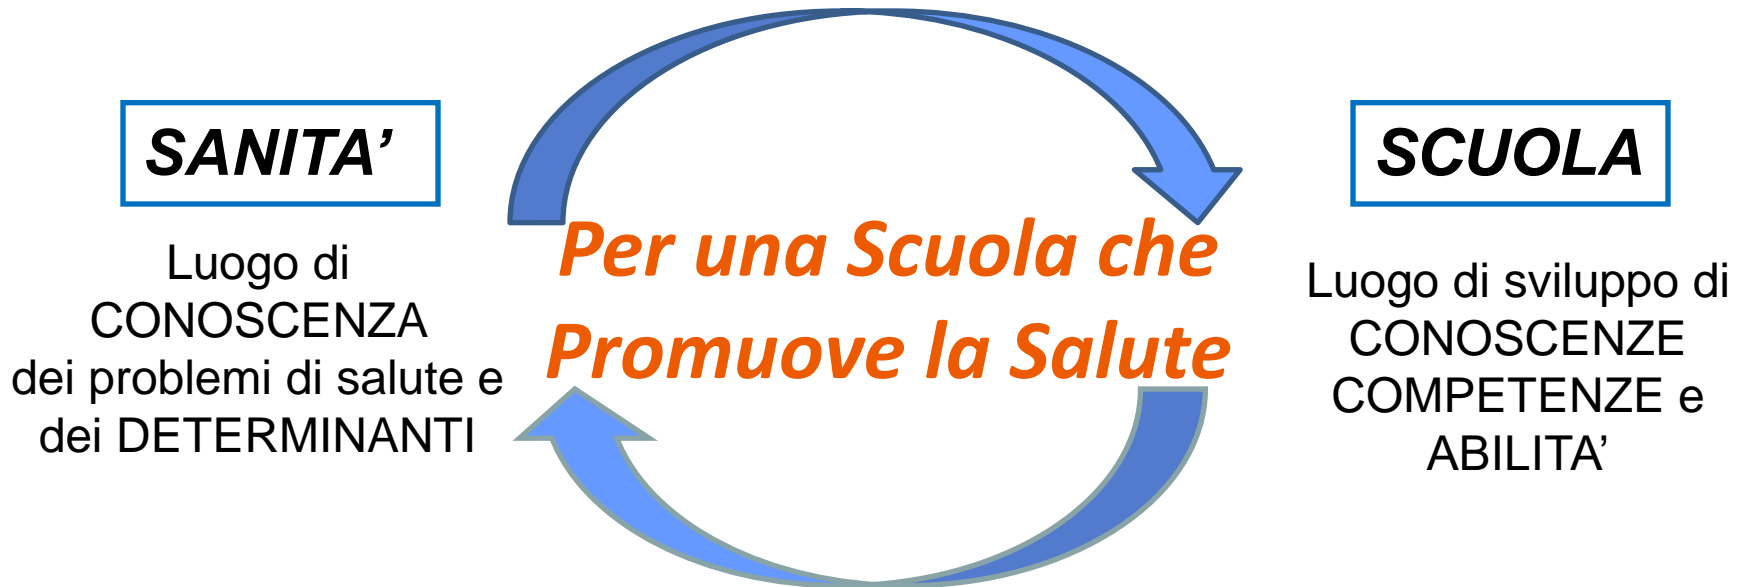 SANITA’
Luogo di
CONOSCENZA
dei problemi di salute e
dei DETERMINANTI
Per una Scuola che
Promuove la Salute
SCUOLA
Luogo di sviluppo di
CONOSCENZE
COMPETENZE e
ABILITA’